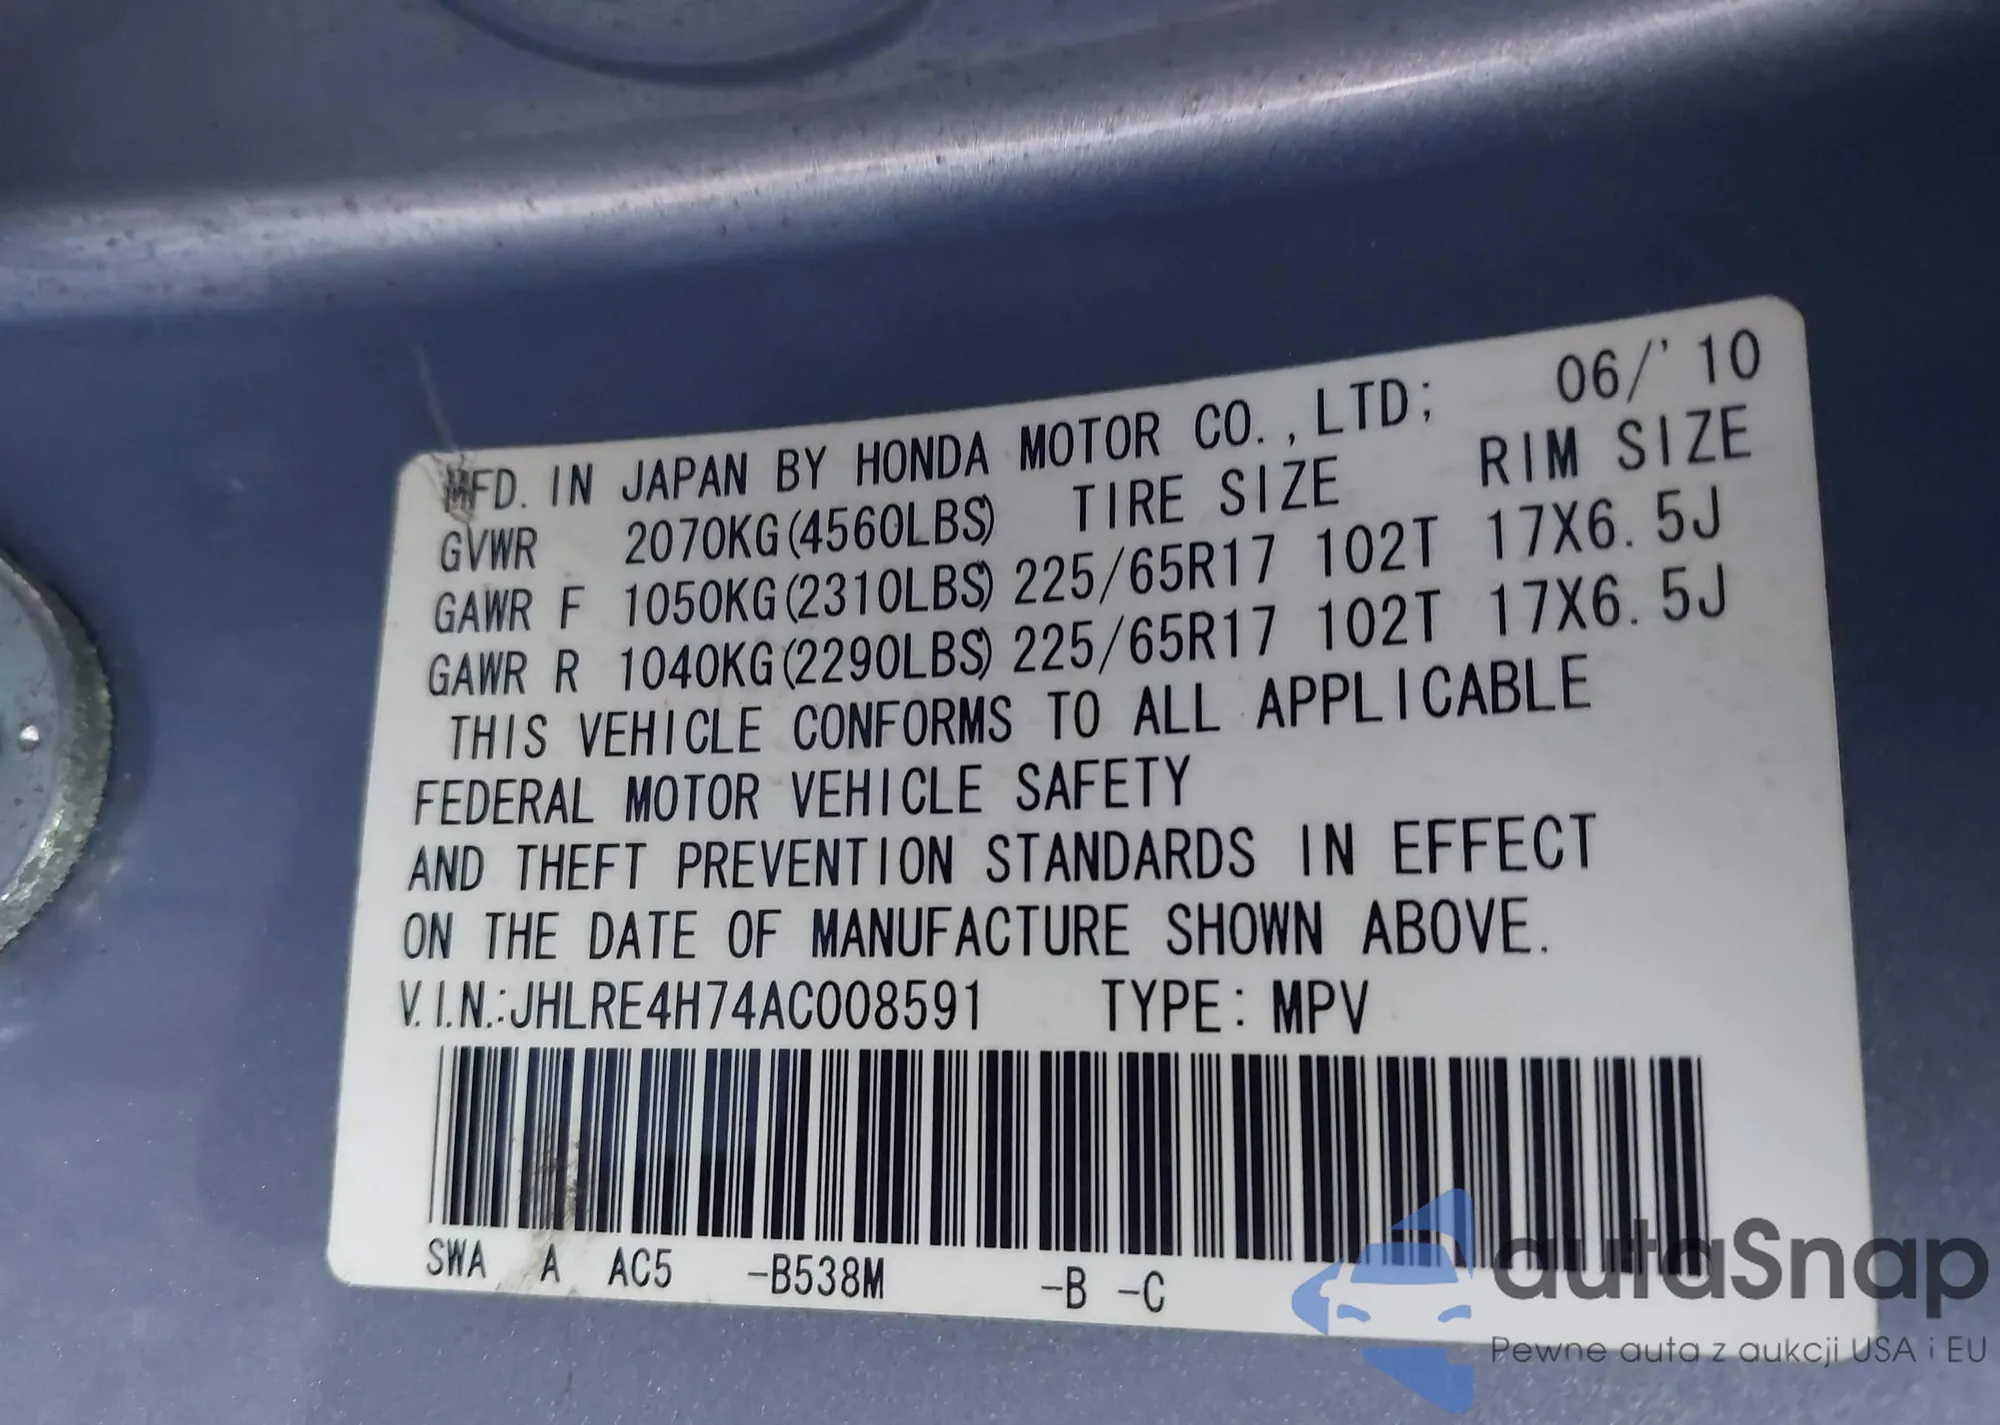 MFD. IN JAPAN BY HONDA MOTOR CO.,LTD; 06/'10
GVWR 2070KG(4560LBS) TIRE SIZE RIM SIZE
GAWR F 1050KG(2310LBS) 225/65R17 102T 17X6.5J
GAWR R 1040KG(2290LBS) 225/65R17 102T 17X6.5J
THIS VEHICLE CONFORMS TO ALL APPLICABLE
FEDERAL MOTOR VEHICLE SAFETY
AND THEFT PREVENTION STANDARDS IN EFFECT
ON THE DATE OF MANUFACTURE SHOWN ABOVE.
V.I.N.:JHLRE4H74AC008591 TYPE: MPV
SWA A AC5 -B538M -B -C
autaSnap
Pewne auta z aukcji USA i EU